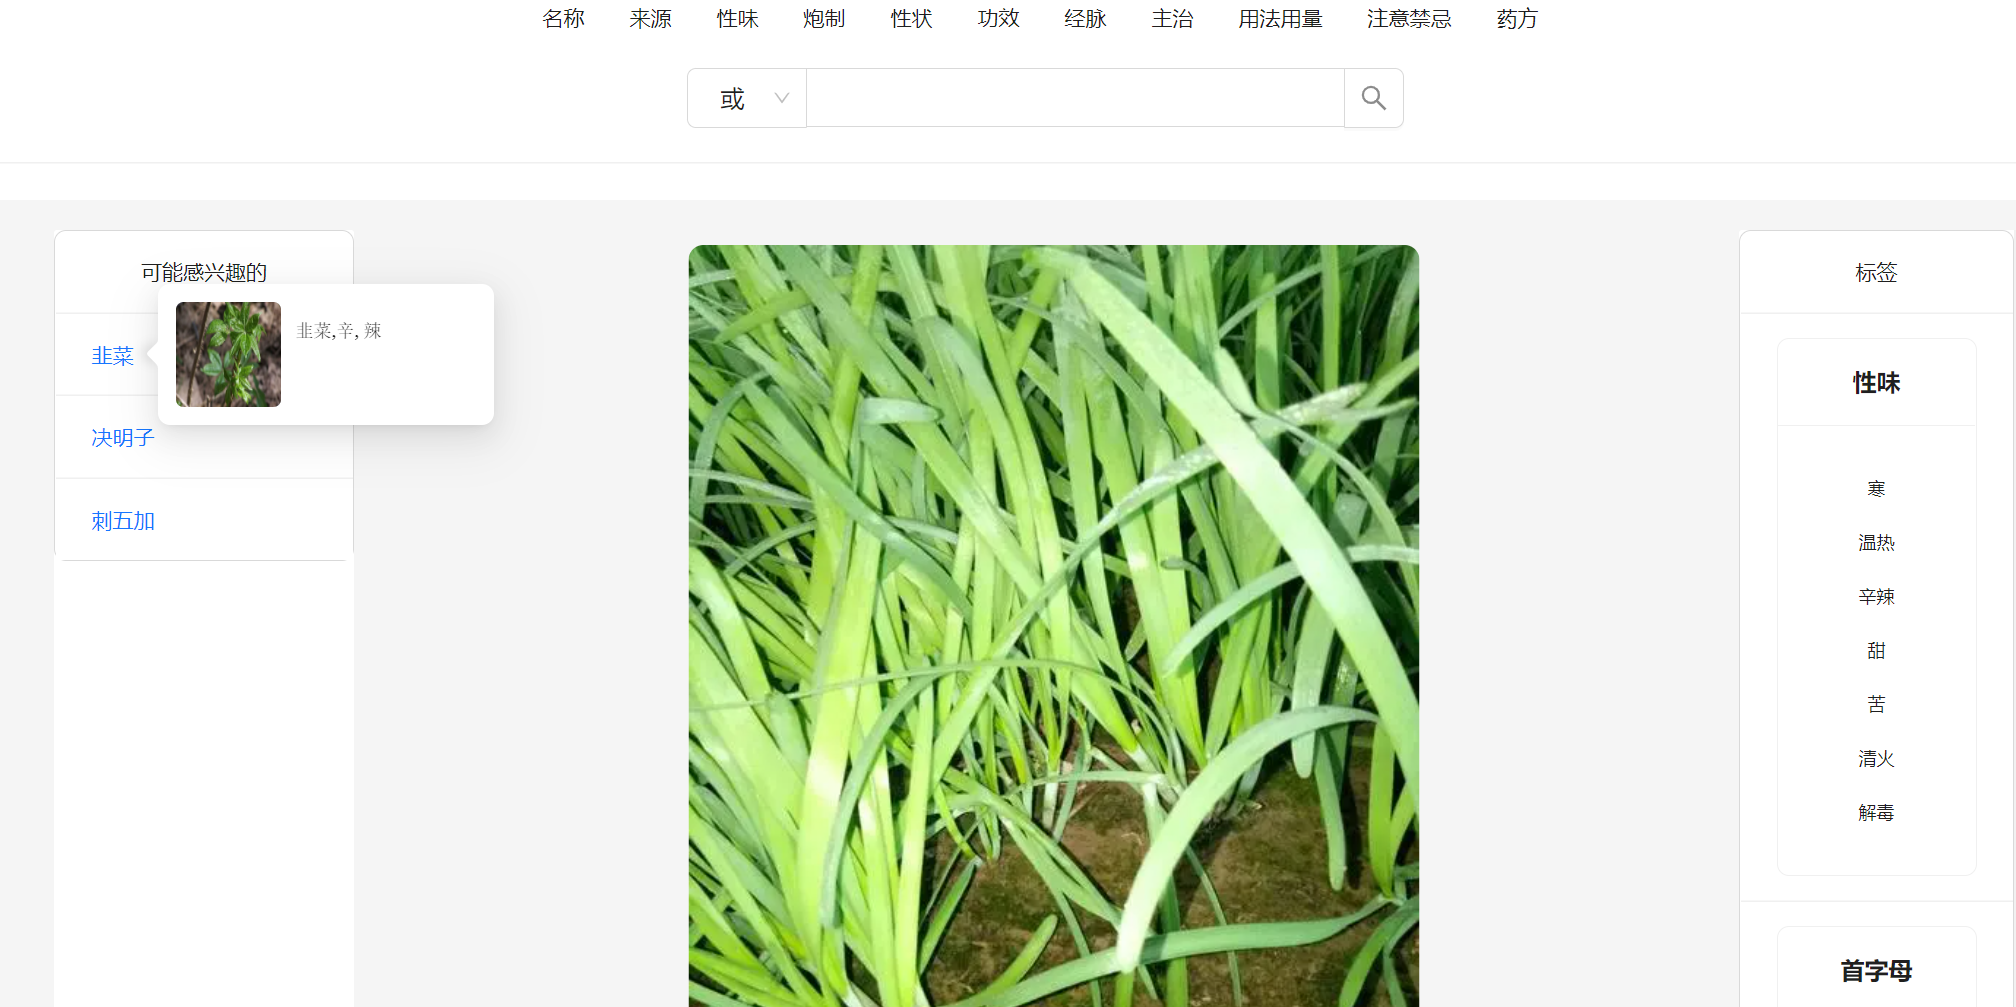 名称 来源 性味 炮制 性状 功效 经脉 主治 用法用量 注意禁忌 药方
或
可能感兴趣的
韭菜
韭菜,辛, 辣
决明子
刺五加
标签
性味
寒
温热
辛辣
甜
苦
清火
解毒
首字母